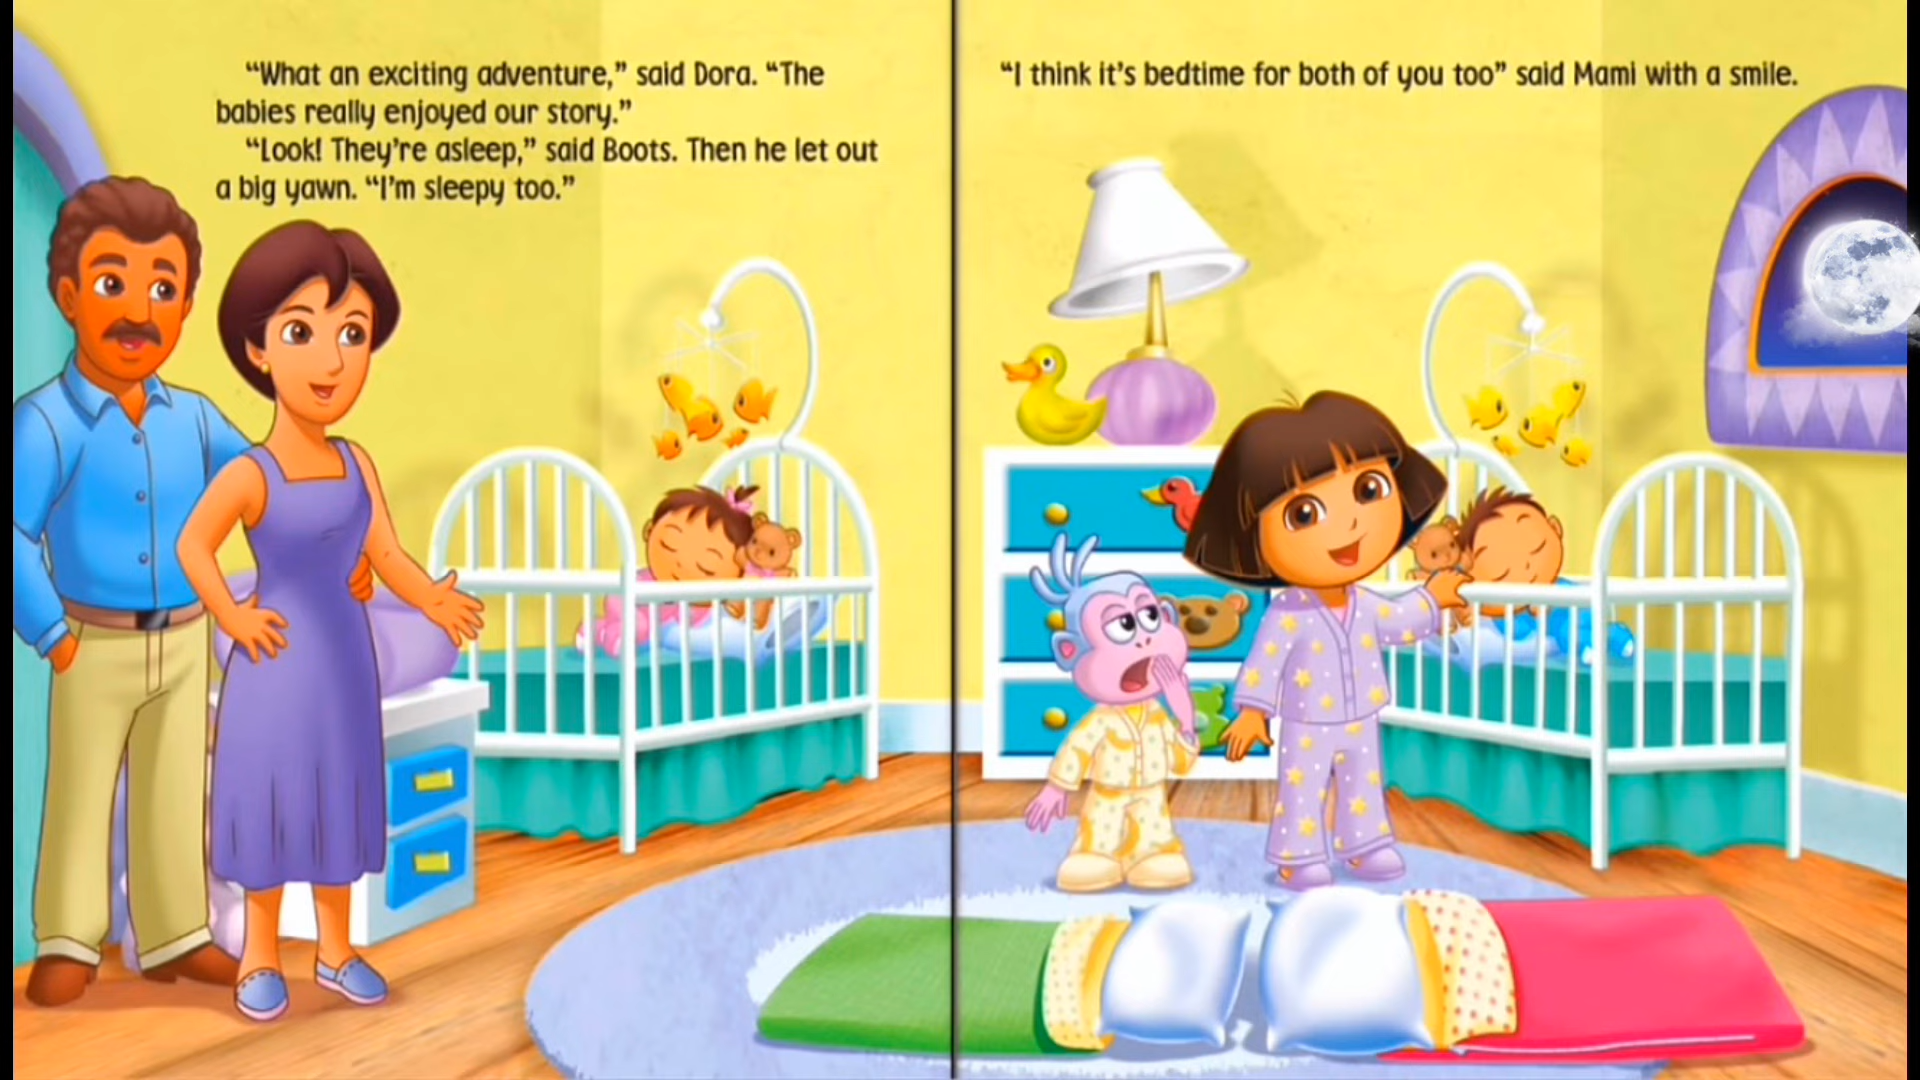 “What an exciting adventure,” said Dora. “The
babies really enjoyed our story.”
“Look! They’re asleep,” said Boots. Then he let out
a big yawn. “I’m sleepy too.”
“I think it’s bedtime for both of you too” said Mami with a smile.